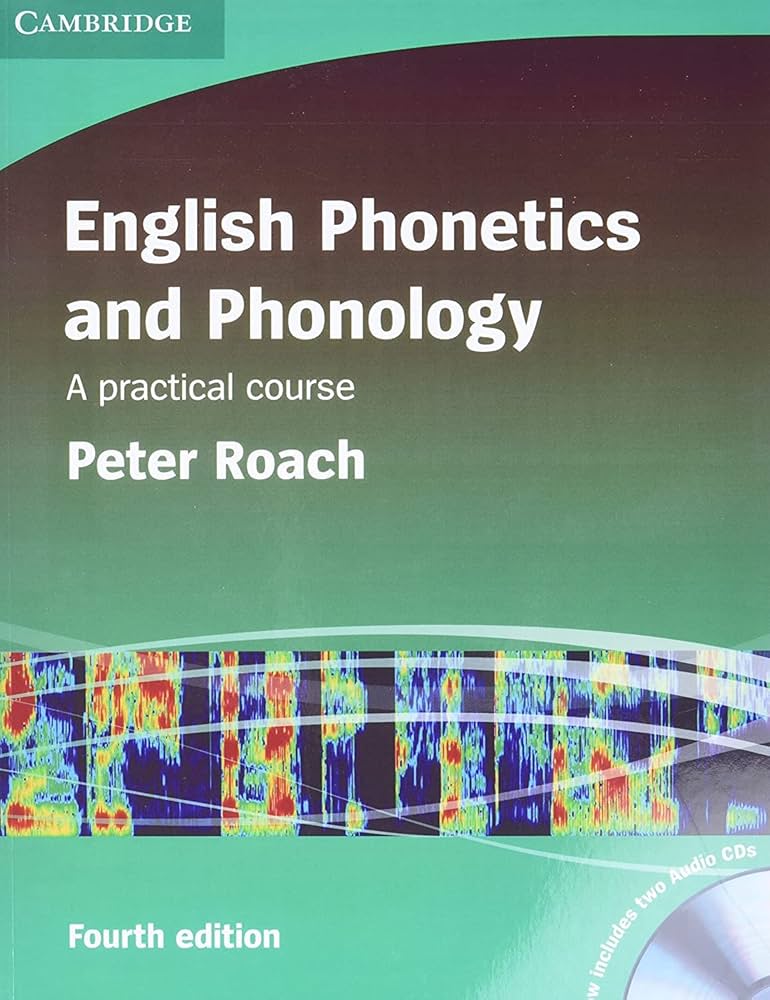 CAMBRIDGE
English Phonetics
and Phonology
A practical course
Peter Roach
Fourth edition
includes two Audio CDs